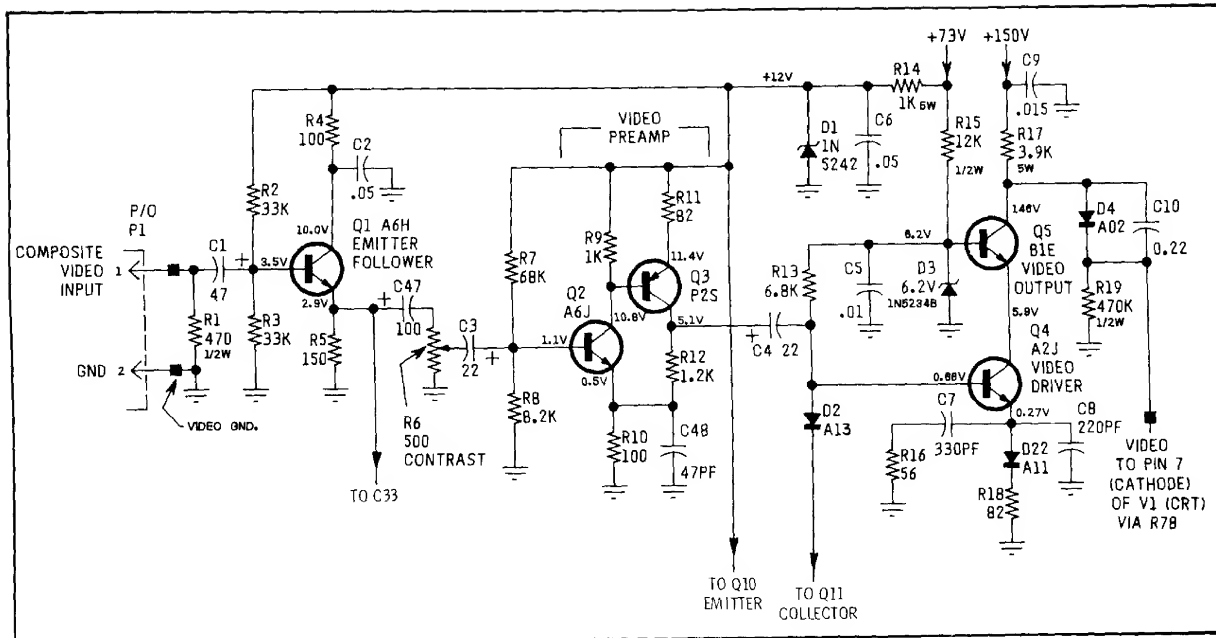 +73V
+150V
C9
.015
+12V
R14
1K 5W
R4
100
VIDEO
PREAMP
D1
1N
5242
C6
.05
R15
12K
1/2W
R17
3.9K
5W
C2
.05
R2
33K
R11
82
146V
P/O
P1
10.0V
Q1 A6H
EMITTER
FOLLOWER
R9
1K
11.4V
6.2V
Q5
B1E
VIDEO
OUTPUT
D4
A02
C10
0.22
COMPOSITE
VIDEO
INPUT
1
C1
47
3.5V
R7
68K
Q3
P2S
R13
6.8K
C5
.01
D3
6.2V
1N5234B
2.9V
C47
100
Q2
A6J
10.8V
5.1V
R19
470K
1/2W
R1
470
1/2W
R3
33K
R5
150
C3
22
1.1V
C4 22
5.9V
Q4
A2J
VIDEO
DRIVER
GND 2
0.5V
R12
1.2K
0.68V
VIDEO GND.
R6
500
CONTRAST
R8
8.2K
D2
A13
C7
330PF
0.27V
C8
220PF
R10
100
C48
47PF
R16
56
D22
A11
VIDEO
TO PIN 7
(CATHODE)
OF V1 (CRT)
VIA R78
TO C33
R18
82
TO Q10
EMITTER
TO Q11
COLLECTOR